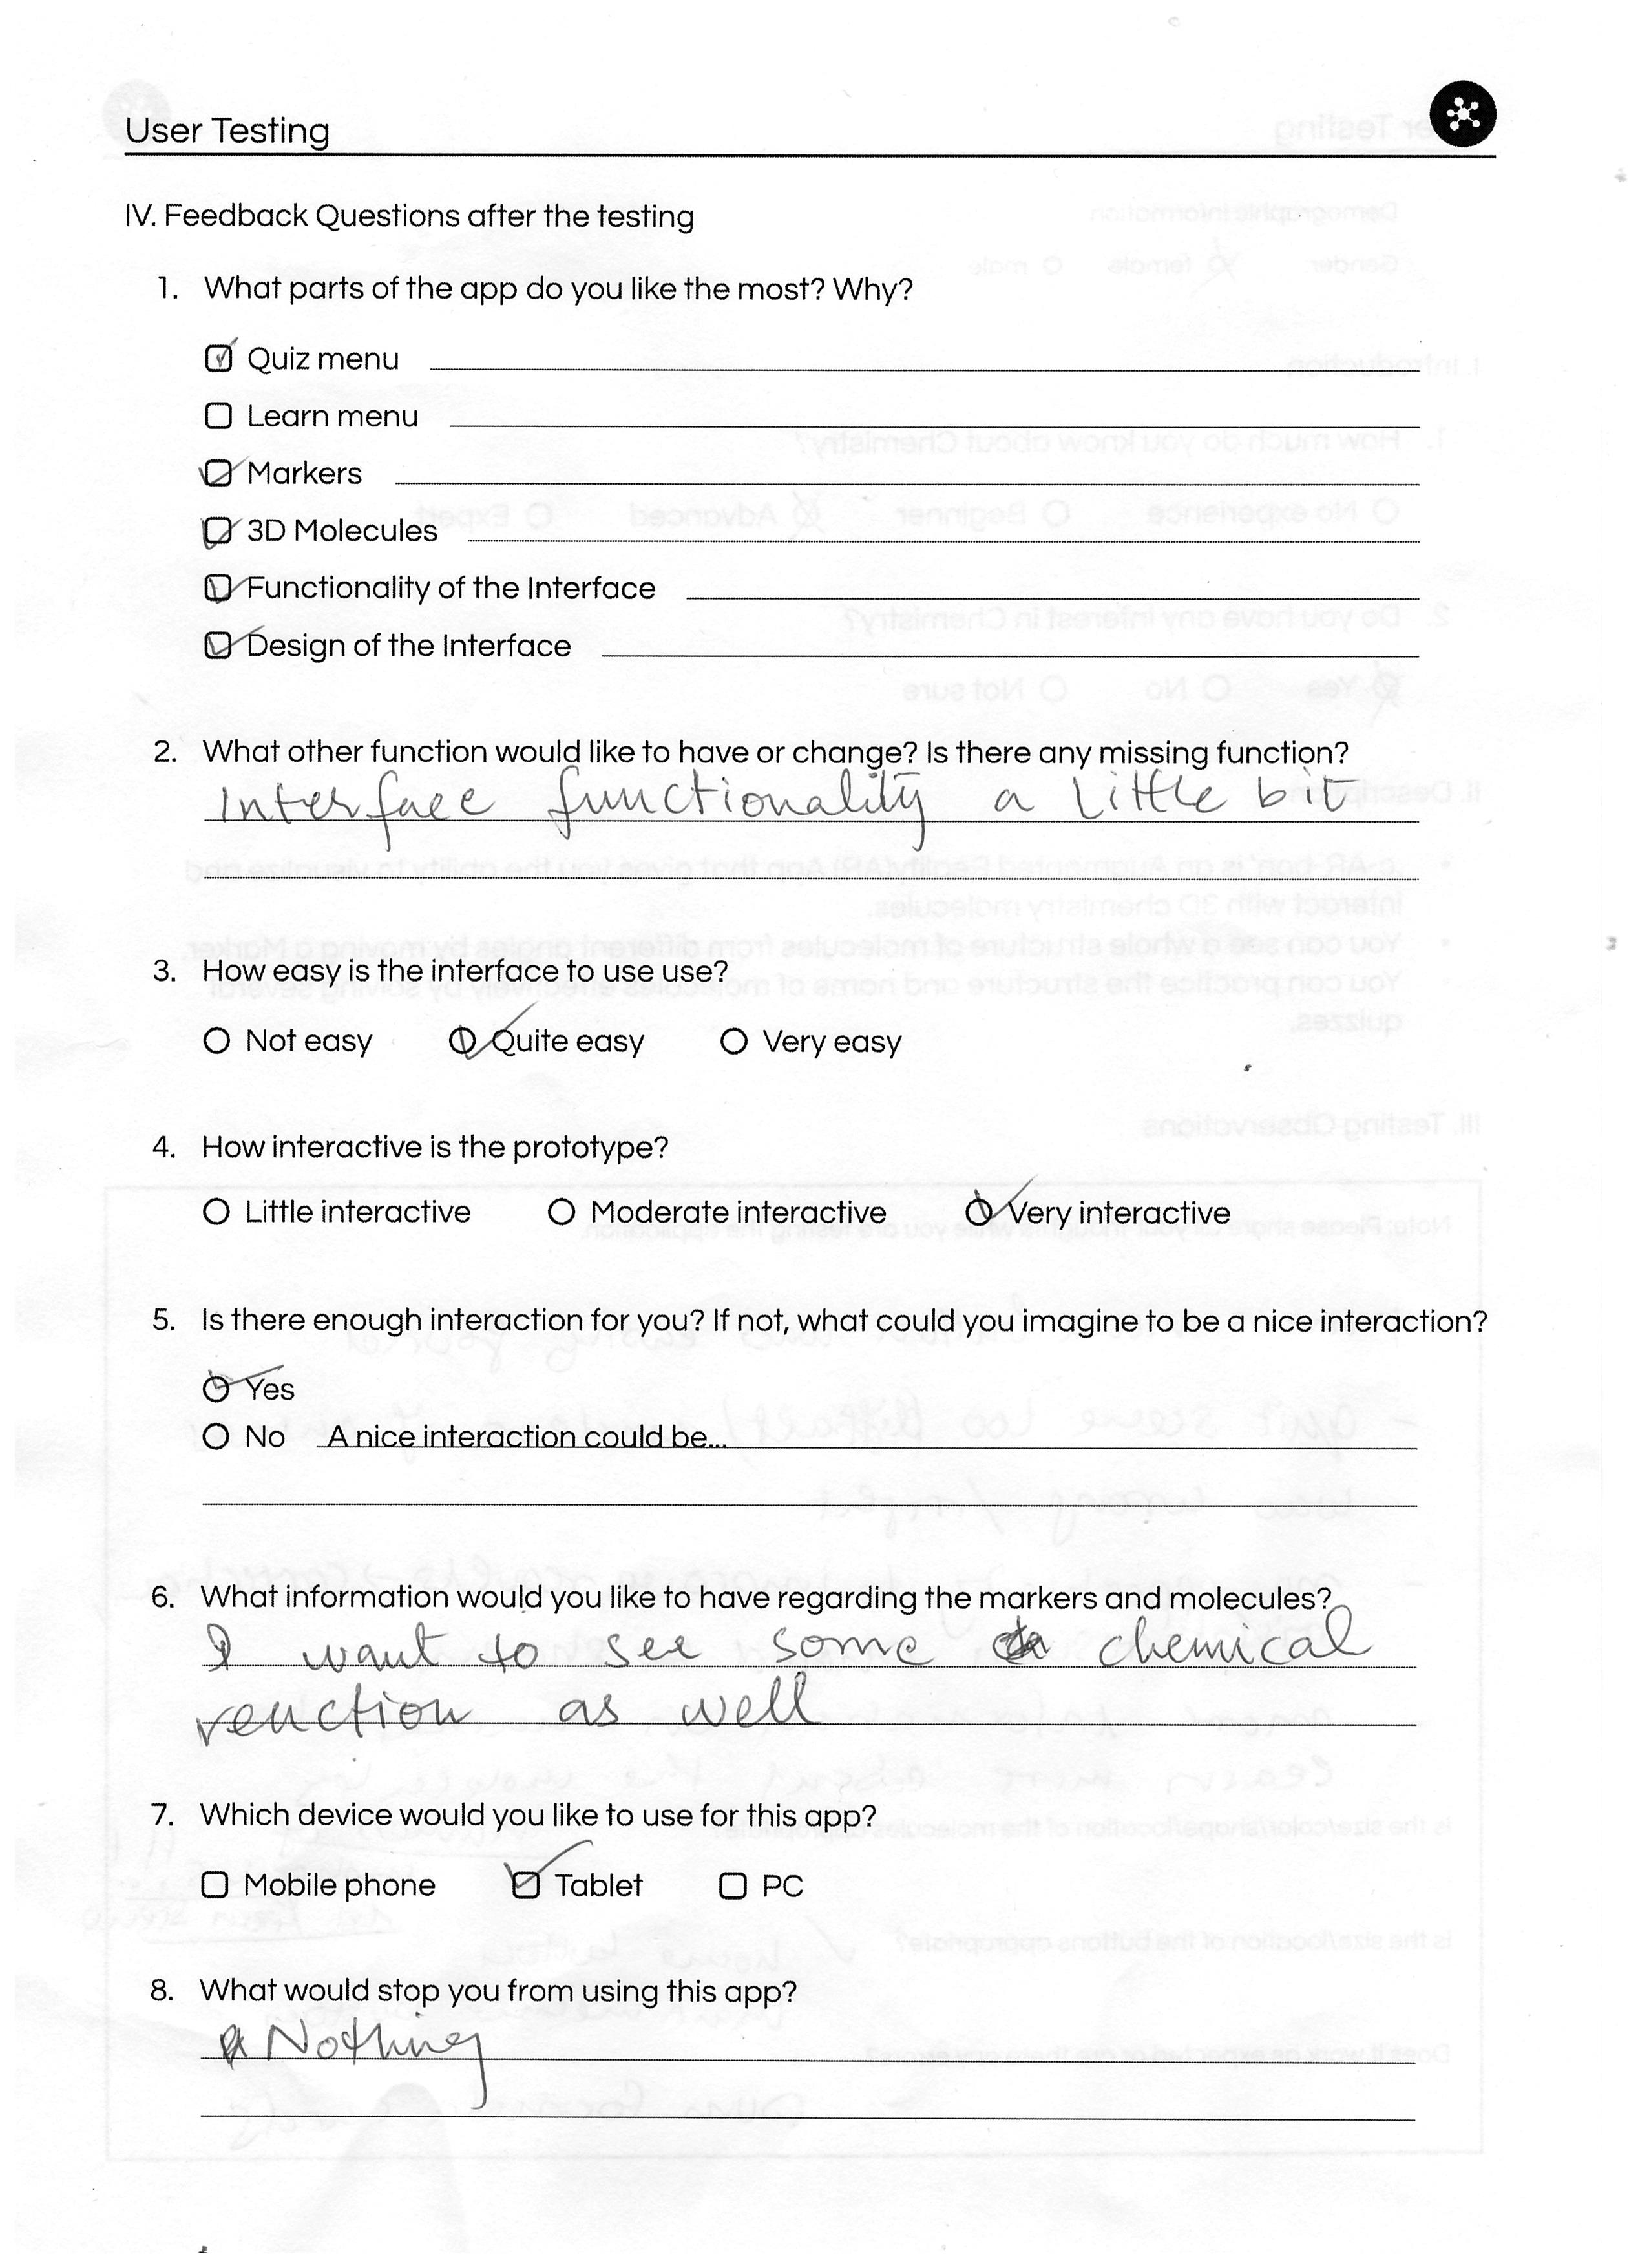 User Testing
IV. Feedback Questions after the testing
1. What parts of the app do you like the most? Why?
Quiz menu
Learn menu
Markers
3D Molecules
Functionality of the Interface
Design of the Interface
2. What other function would like to have or change? Is there any missing function?
Interface functionality a little bit
3. How easy is the interface to use use?
Not easy Quite easy Very easy
4. How interactive is the prototype?
Little interactive Moderate interactive Very interactive
5. Is there enough interaction for you? If not, what could you imagine to be a nice interaction?
Yes
No A nice interaction could be...
6. What information would you like to have regarding the markers and molecules?
I want to see some chemical
reaction as well
7. Which device would you like to use for this app?
Mobile phone Tablet PC
8. What would stop you from using this app?
Nothing